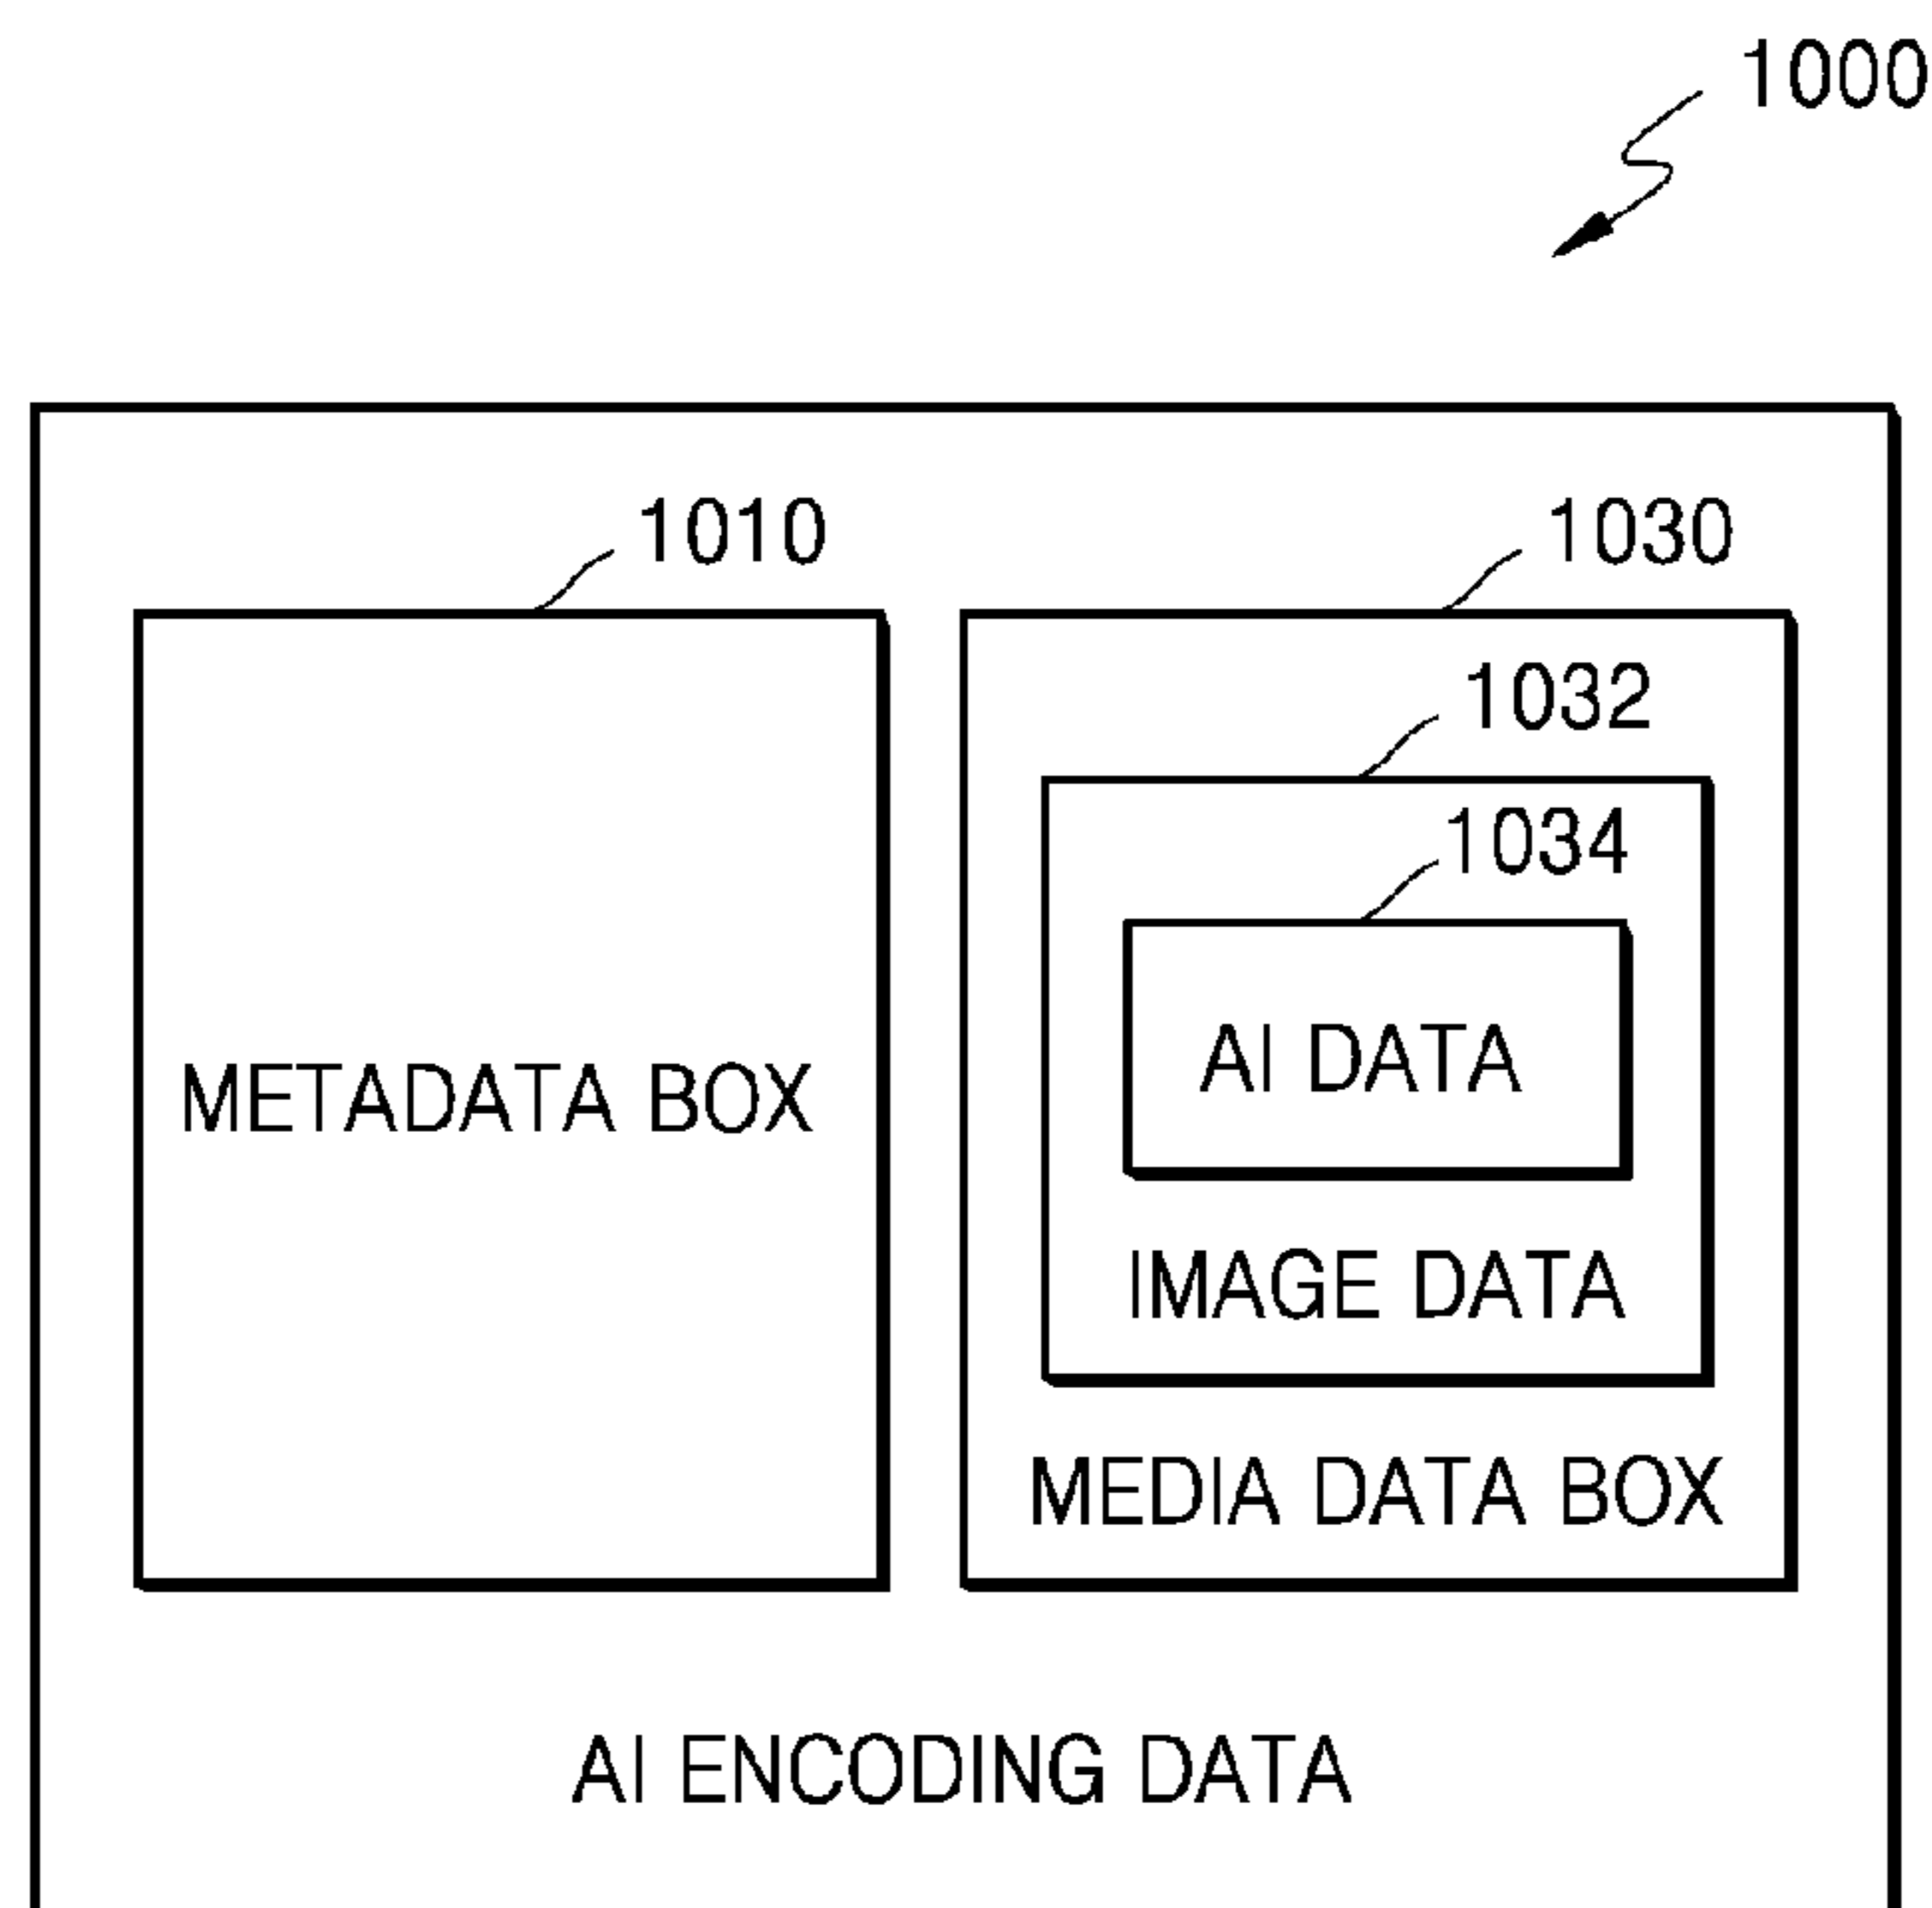 1000
1010
1030
1032
1034
AI DATA
METADATA BOX
IMAGE DATA
MEDIA DATA BOX
AI ENCODING DATA